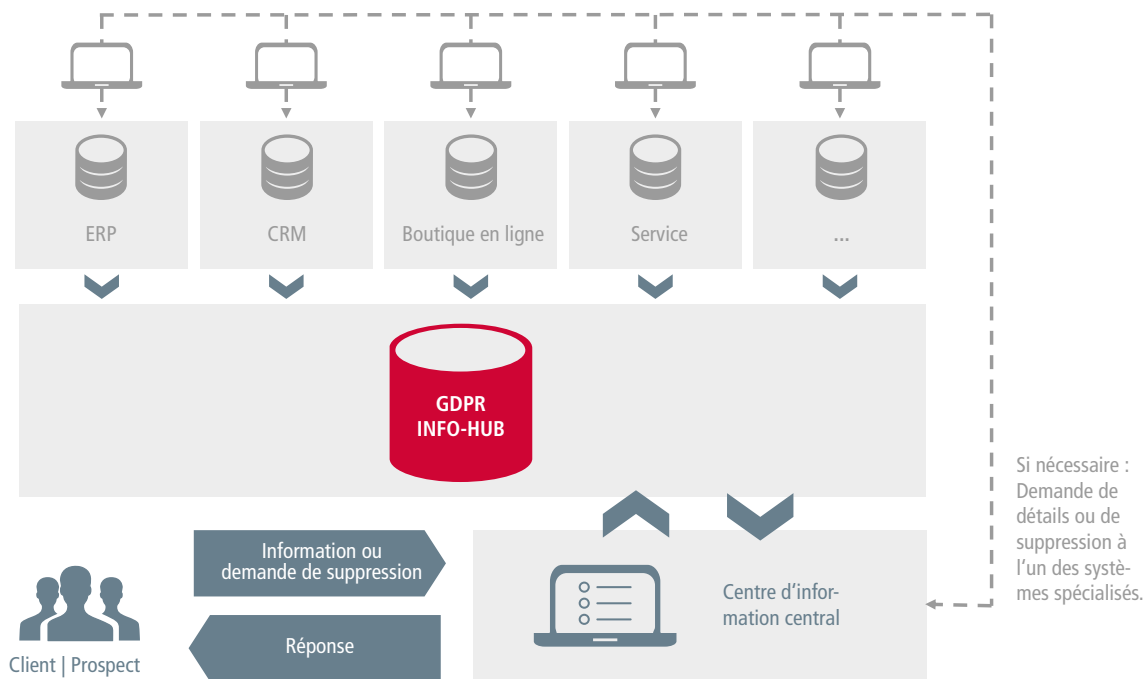 ERP
CRM
Boutique en ligne
Service
...
GDPR
INFO-HUB
Si nécessaire :
Demande de
détails ou de
suppression à
l'un des systè-
mes spécialisés.
Information ou
demande de suppression
Centre d'infor-
mation central
Réponse
Client | Prospect